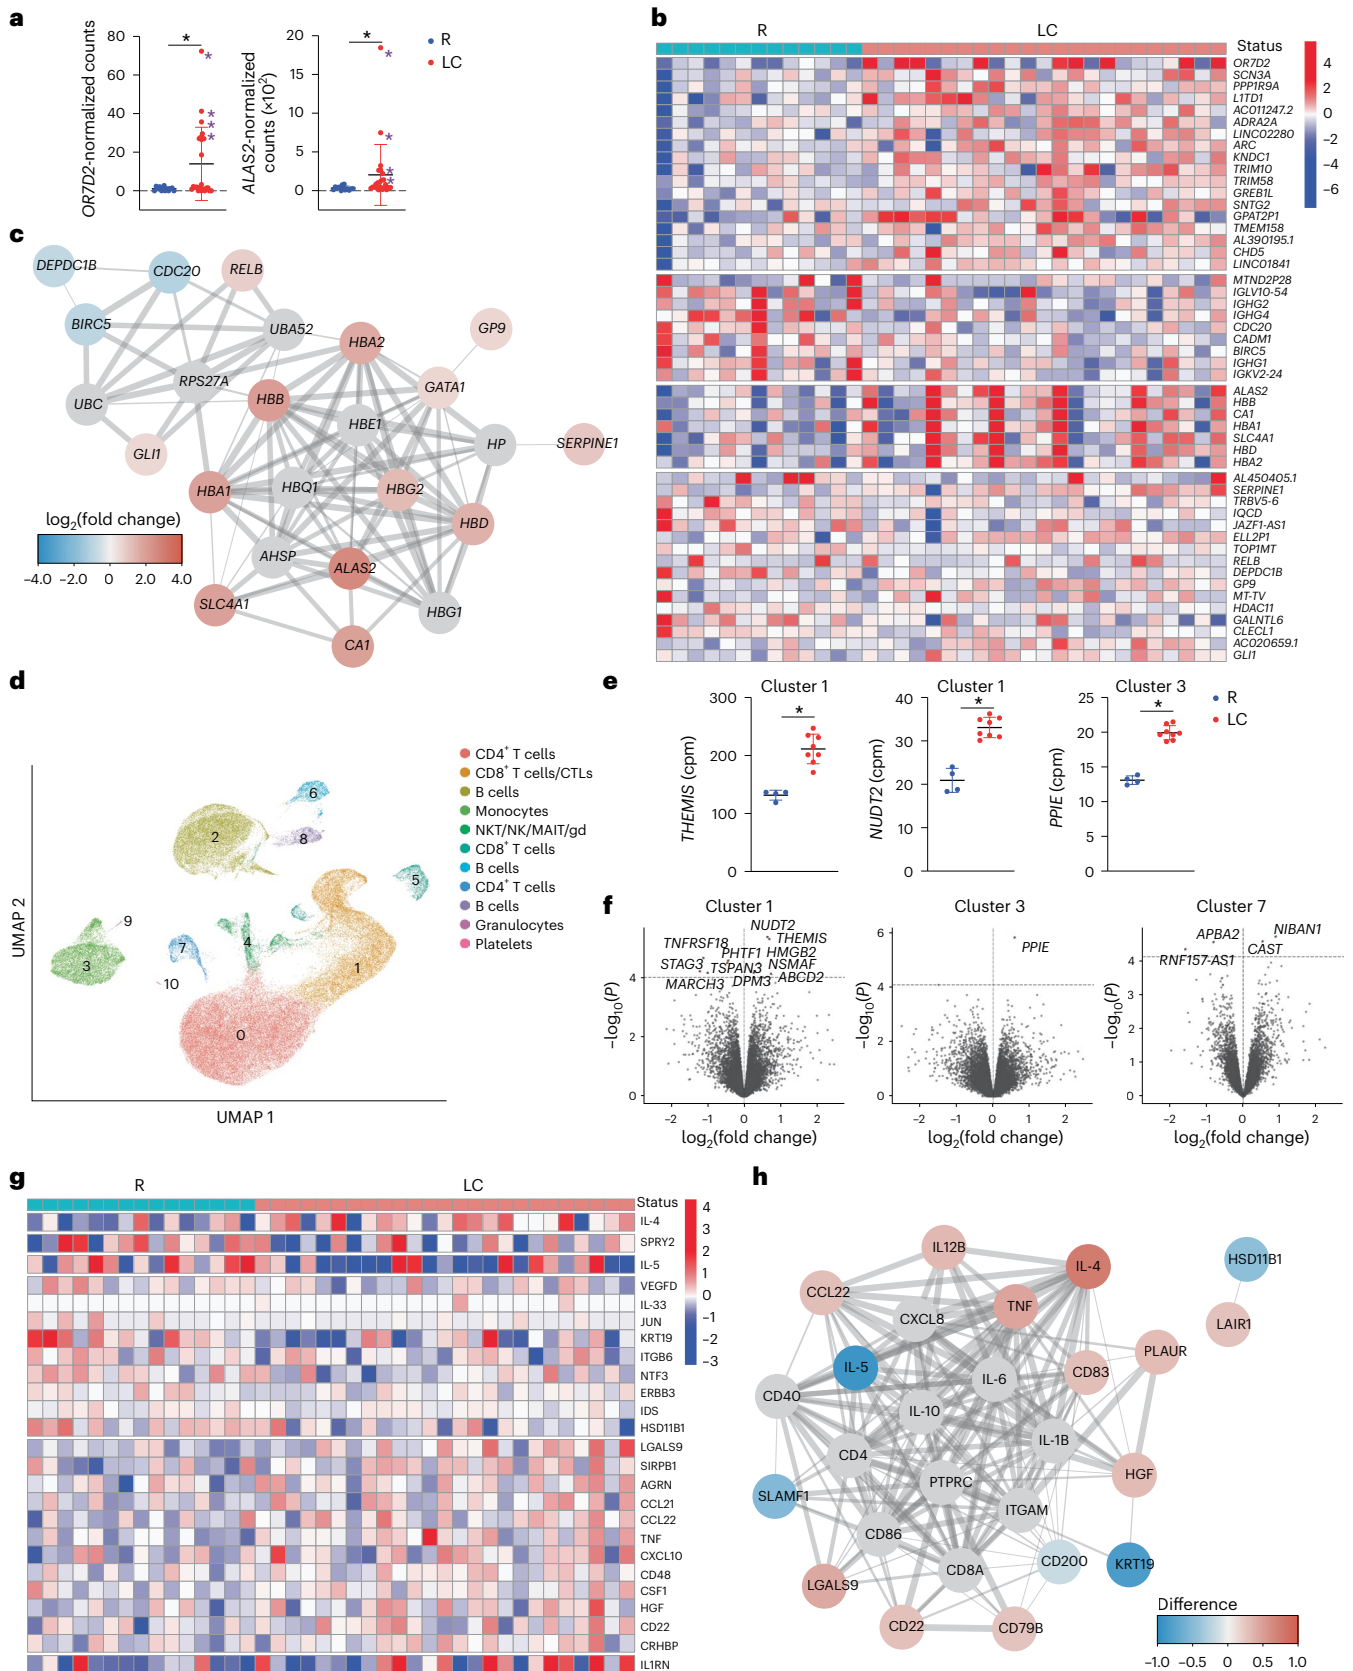 a
OR7D2-normalized counts
80
60
40
20
0
*
*
*
*
*
ALAS2-normalized
counts (×10²)
20
15
10
5
0
*
*
*
*
*
R
LC
b
R
LC
Status
OR7D2
SCN3A
PPP1R9A
L1TD1
AC011247.2
ADRA2A
LINC02280
ARC
KNDC1
TRIM10
TRIM58
GREB1L
SNTG2
GPAT2P1
TMEM158
AL390195.1
CHD5
LINC01841
MTND2P28
IGLV10-54
IGHG2
IGHG4
CDC20
CADM1
BIRC5
IGHG1
IGKV2-24
ALAS2
HBB
CA1
HBA1
SLC4A1
HBD
HBA2
AL450405.1
SERPINE1
TRBV5-6
IQCD
JAZF1-AS1
ELL2P1
TOP1MT
RELB
DEPDC1B
GP9
MT-TV
HDAC11
GALNTL6
CLECL1
AC020659.1
GLI1
4
2
0
−2
−4
−6
c
DEPDC1B
CDC20
RELB
BIRC5
UBA52
HBA2
GP9
RPS27A
GATA1
UBC
HBB
HBE1
HP
SERPINE1
GLI1
HBA1
HBQ1
HBG2
HBD
AHSP
ALAS2
SLC4A1
HBG1
CA1
log₂(fold change)
−4.0 −2.0 0 2.0 4.0
d
UMAP 2
UMAP 1
6
2
8
5
9
7
4
3
10
1
0
CD4⁺ T cells
CD8⁺ T cells/CTLs
B cells
Monocytes
NKT/NK/MAIT/gd
CD8⁺ T cells
B cells
CD4⁺ T cells
B cells
Granulocytes
Platelets
e
Cluster 1
THEMIS (cpm)
300
200
100
0
*
Cluster 1
NUDT2 (cpm)
40
30
20
10
0
*
Cluster 3
PPIE (cpm)
25
20
15
10
5
0
*
R
LC
f
Cluster 1
NUDT2
TNFRSF18
THEMIS
PHTF1
HMGB2
STAG3
TSPAN3
NSMAF
MARCH3
DPM3
ABCD2
−log₁₀(P)
4
2
0
−2 −1 0 1 2
log₂(fold change)
Cluster 3
PPIE
−log₁₀(P)
6
4
2
0
−2 −1 0 1 2
log₂(fold change)
Cluster 7
APBA2
NIBAN1
CAST
RNF157-AS1
−log₁₀(P)
4
3
2
1
0
−2 −1 0 1 2
log₂(fold change)
g
R
LC
Status
IL-4
SPRY2
IL-5
VEGFD
IL-33
JUN
KRT19
ITGB6
NTF3
ERBB3
IDS
HSD11B1
LGALS9
SIRPB1
AGRN
CCL21
CCL22
TNF
CXCL10
CD48
CSF1
HGF
CD22
CRHBP
IL1RN
4
3
2
1
0
−1
−2
−3
h
IL12B
IL-4
HSD11B1
CCL22
TNF
CXCL8
LAIR1
PLAUR
IL-5
IL-6
CD83
CD40
IL-10
IL-1B
CD4
HGF
PTPRC
SLAMF1
ITGAM
CD86
CD200
KRT19
CD8A
LGALS9
CD22
CD79B
Difference
−1.0 −0.5 0 0.5 1.0